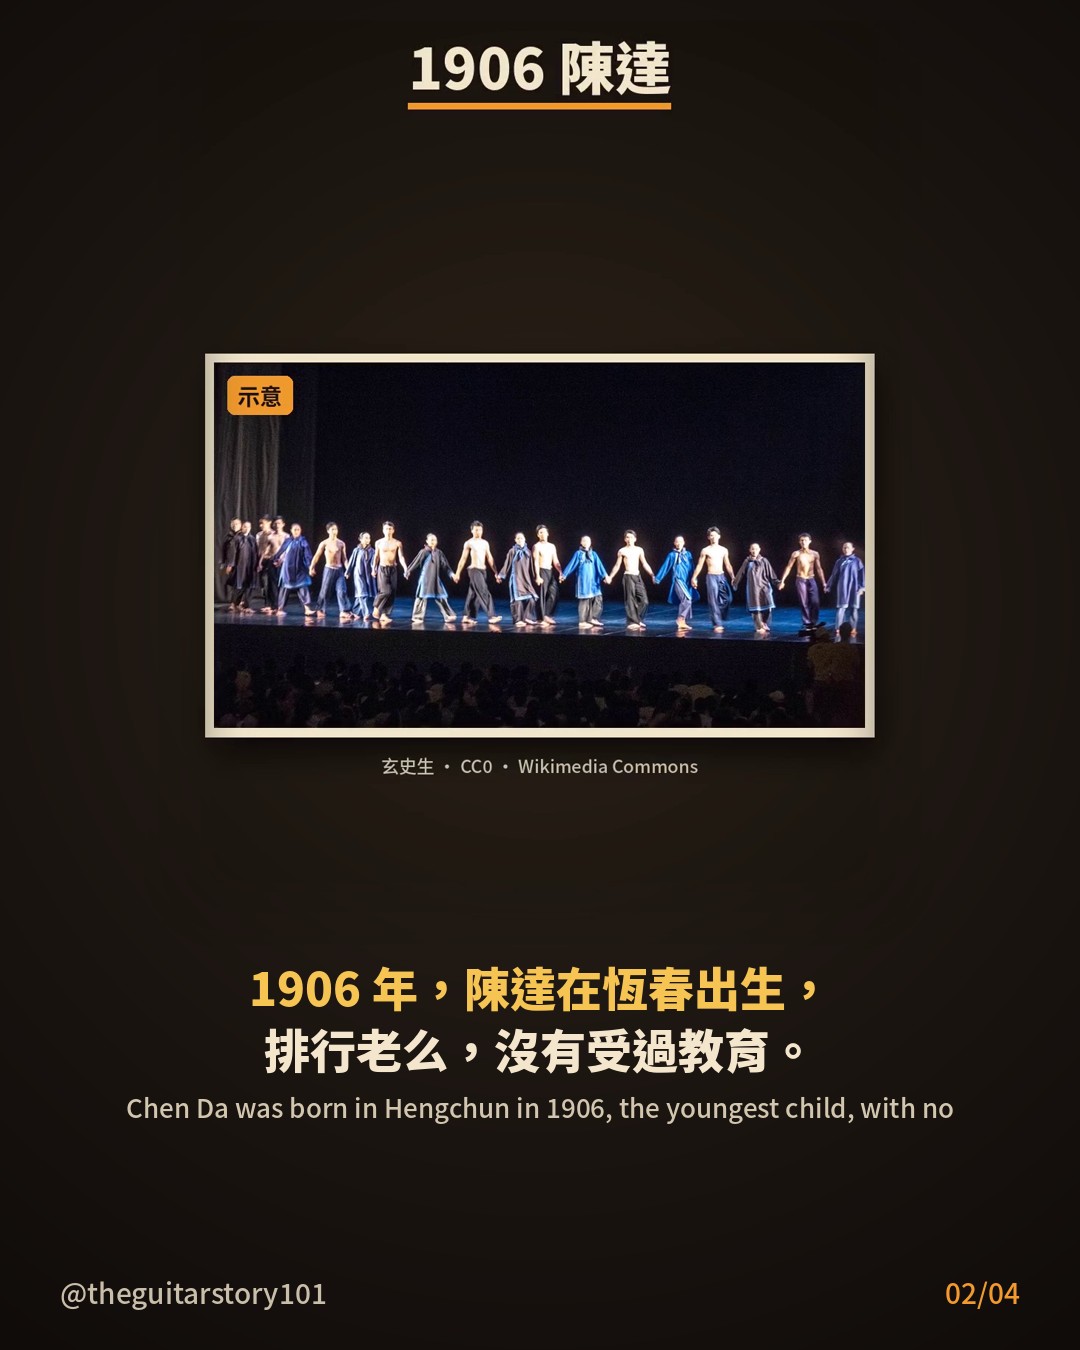 1906 陳達
示意
玄史生 · CC0 · Wikimedia Commons
1906 年，陳達在恆春出生，
排行老么，沒有受過教育。
Chen Da was born in Hengchun in 1906, the youngest child, with no
@theguitarstory101
02/04